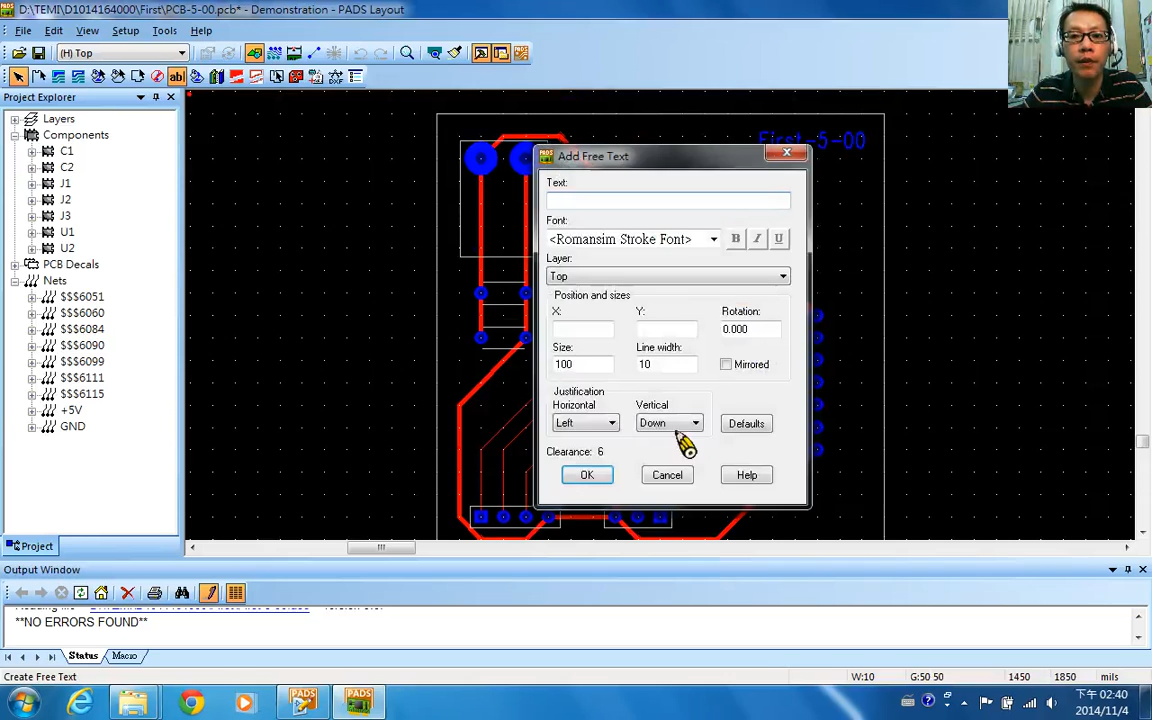 D:\TEMI\D1014164000\First\PCB-5-00.pcb* - Demonstration - PADS Layout
File Edit View Setup Tools Help
(H) Top
Project Explorer
Layers
Components
C1
C2
J1
J2
J3
U1
U2
PCB Decals
Nets
$$$6051
$$$6060
$$$6084
$$$6090
$$$6099
$$$6111
$$$6115
+5V
GND
Project
First-5-00
Add Free Text
Text:
Font:
<Romansim Stroke Font>
B I U
Layer:
Top
Position and sizes
X: Y: Rotation:
0.000
Size: Line width:
100 10 Mirrored
Justification
Horizontal Vertical
Left Down Defaults
Clearance: 6
OK Cancel Help
Output Window
**NO ERRORS FOUND**
Status Macro
Create Free Text
W:10 G:50 50 1450 1850 mils
下午 02:40
2014/11/4